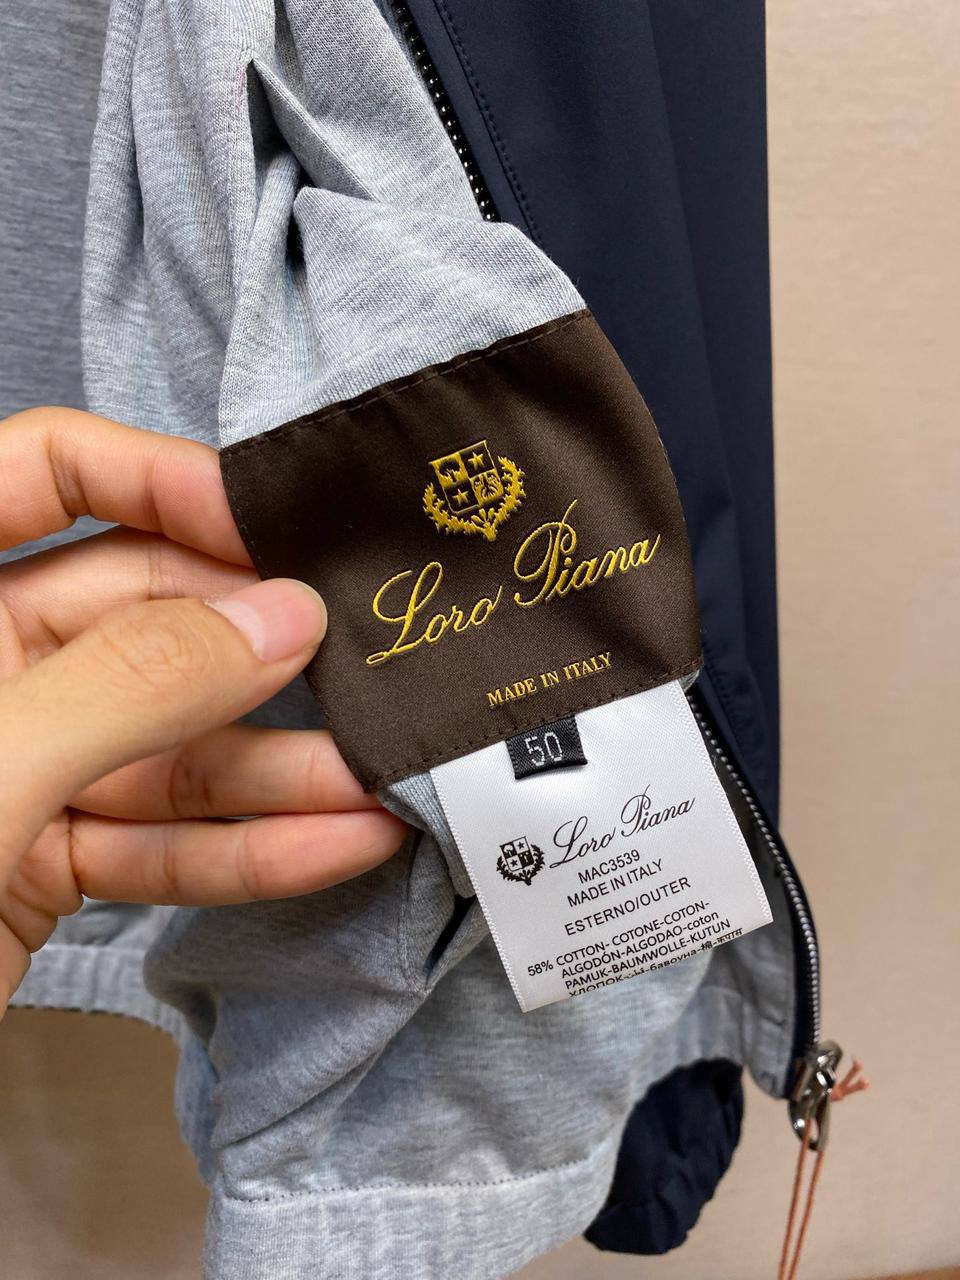 Loro Piana
MADE IN ITALY
50
Loro Piana
MAC3539
MADE IN ITALY
ESTERNO/OUTER
58% COTTON- COTONE-COTON-
ALGODÓN-ALGODAO-coton
PAMUK-BAUMWOLLE-KUTUN
ХЛОПОК